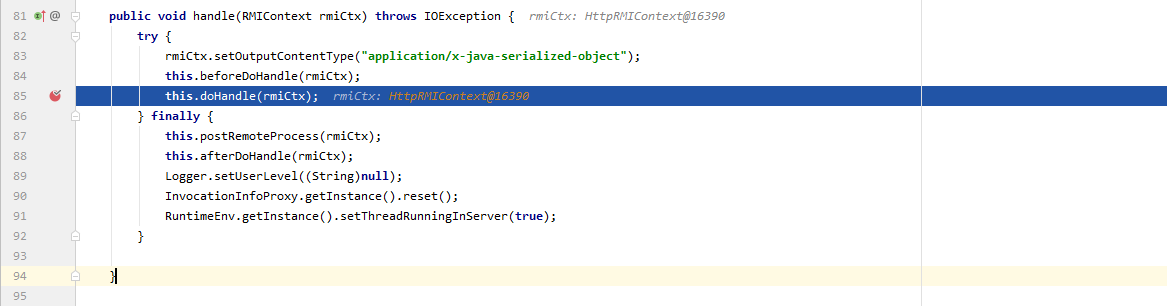 81 @ public void handle(RMIContext rmiCtx) throws IOException { rmiCtx: HttpRMIContext@16390
82 try {
83 rmiCtx.setOutputContentType("application/x-java-serialized-object");
84 this.beforeDoHandle(rmiCtx);
85 this.doHandle(rmiCtx); rmiCtx: HttpRMIContext@16390
86 } finally {
87 this.postRemoteProcess(rmiCtx);
88 this.afterDoHandle(rmiCtx);
89 Logger.setUserLevel((String)null);
90 InvocationInfoProxy.getInstance().reset();
91 RuntimeEnv.getInstance().setThreadRunningInServer(true);
92 }
93
94 }
95